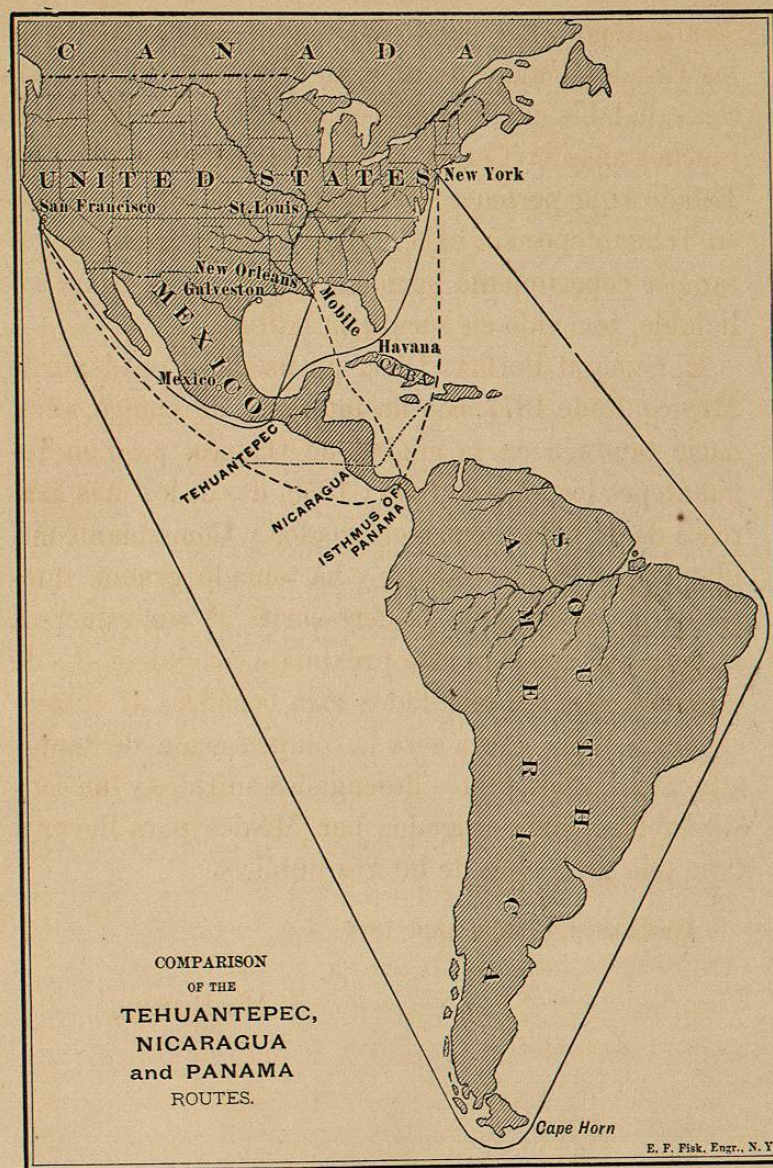 CANADA
UNITED STATES
New York
San Francisco
St. Louis
New Orleans
Galveston
Mobile
MEXICO
Havana
CUBA
Mexico
TEHUANTEPEC
NICARAGUA
ISTHMUS OF
PANAMA
SOUTH
AMERICA
COMPARISON
OF THE
TEHUANTEPEC,
NICARAGUA
and PANAMA
ROUTES.
Cape Horn
E. F. Fisk, Engr., N. Y.